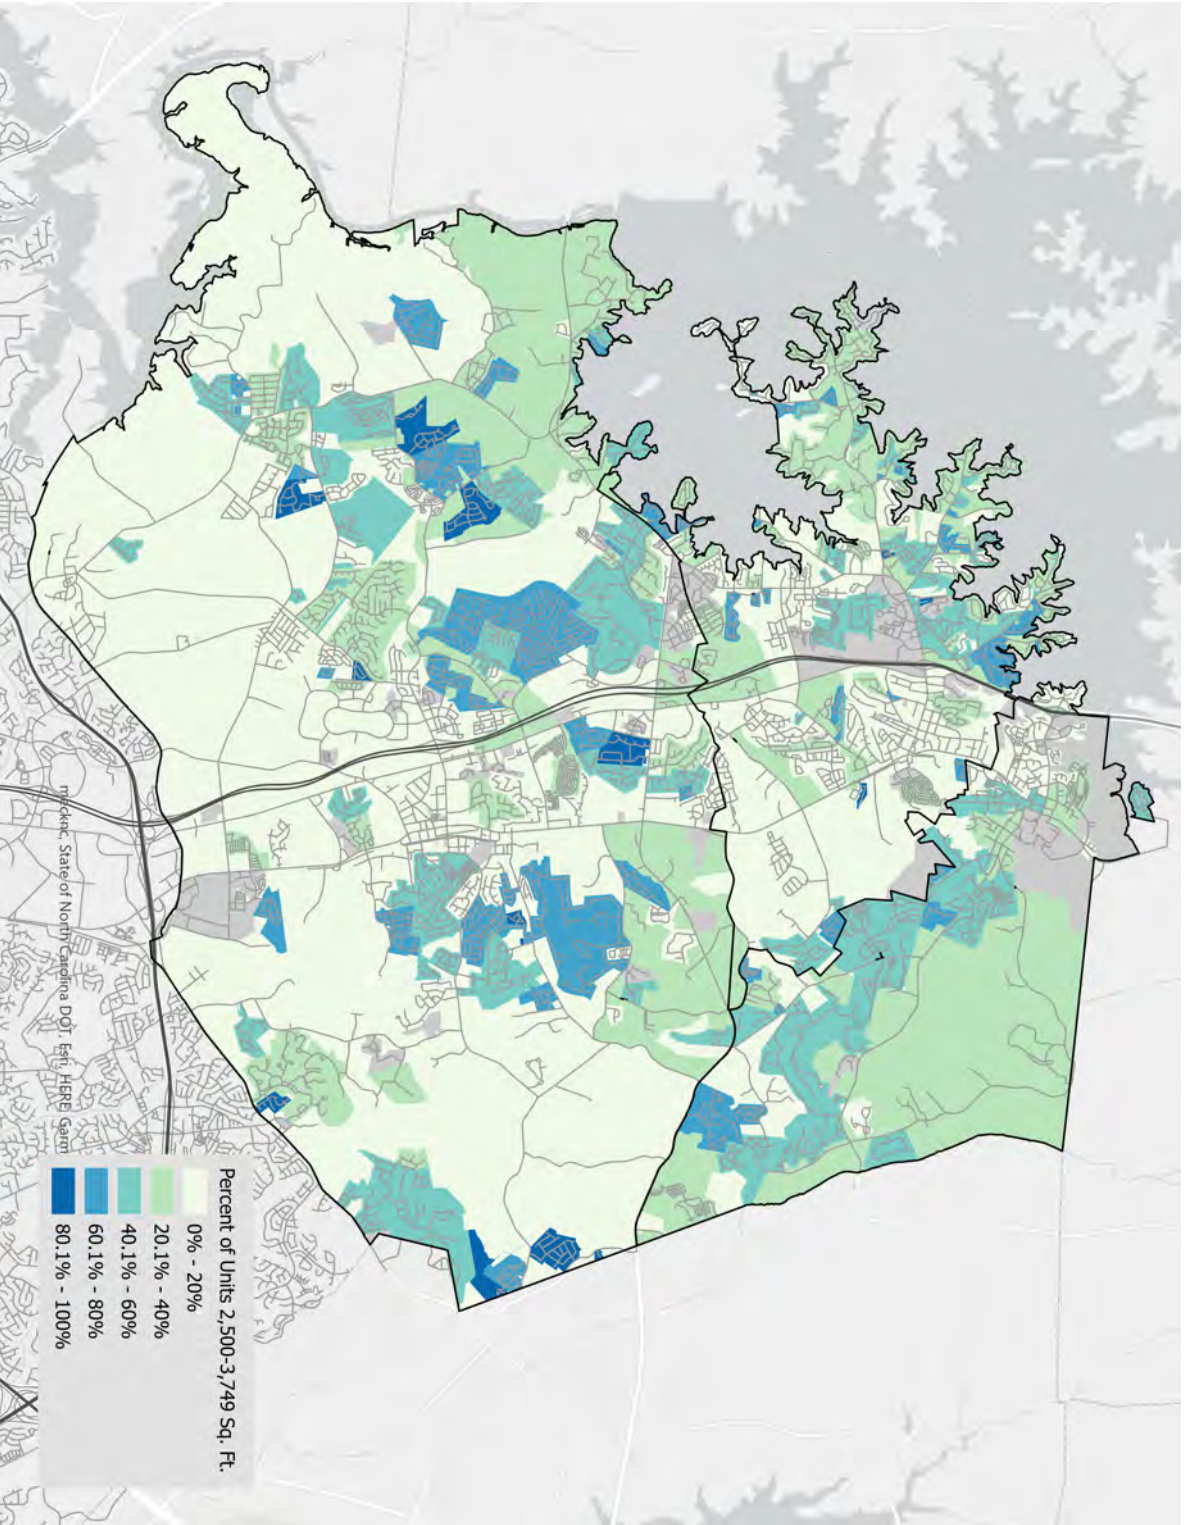 mecknc, State of North Carolina DOT, Esri, HERE, Garm
Percent of Units 2,500-3,749 Sq. Ft.
0% - 20%
20.1% - 40%
40.1% - 60%
60.1% - 80%
80.1% - 100%